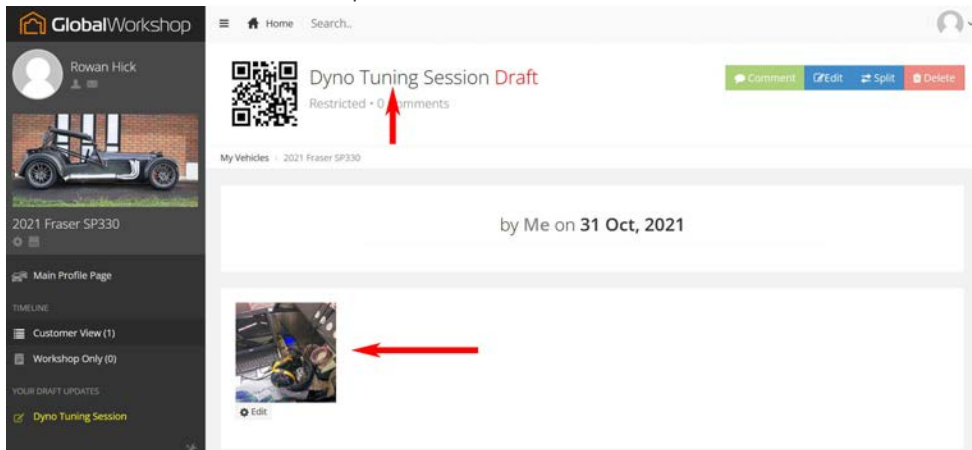 GlobalWorkshop
Home Search..
Rowan Hick
Dyno Tuning Session Draft
Restricted • 0 Comments
Comment Edit Split Delete
My Vehicles 2021 Fraser SP330
2021 Fraser SP330
by Me on 31 Oct, 2021
Main Profile Page
TIMELINE
Customer View (1)
Workshop Only (0)
YOUR DRAFT UPDATES
Dyno Tuning Session
Edit